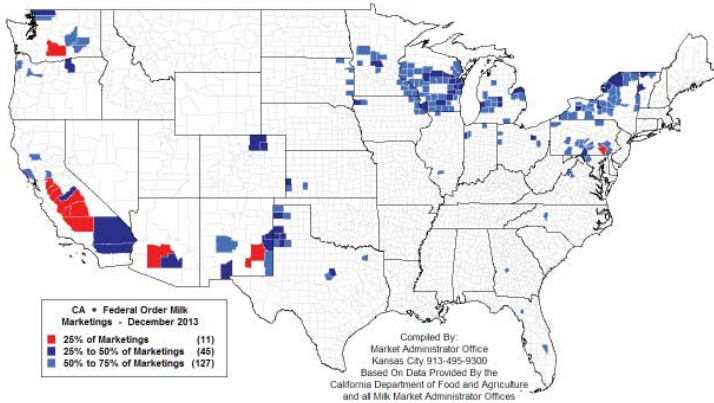 CA + Federal Order Milk
Marketings - December 2013
25% of Marketings (11)
25% to 50% of Marketings (45)
50% to 75% of Marketings (127)
Compiled By:
Market Administrator Office
Kansas City 913-495-9300
Based On Data Provided By the
California Department of Food and Agriculture
and all Milk Market Administrator Offices